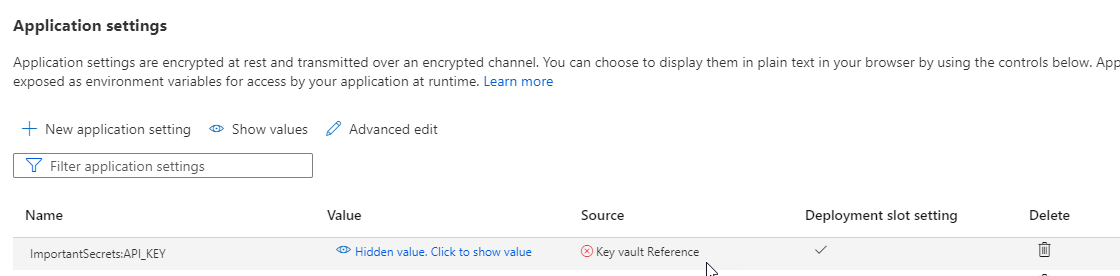 Application settings
Application settings are encrypted at rest and transmitted over an encrypted channel. You can choose to display them in plain text in your browser by using the controls below. App
exposed as environment variables for access by your application at runtime. Learn more
New application setting Show values Advanced edit
Filter application settings
Name Value Source Deployment slot setting Delete
ImportantSecrets:API_KEY Hidden value. Click to show value Key vault Reference